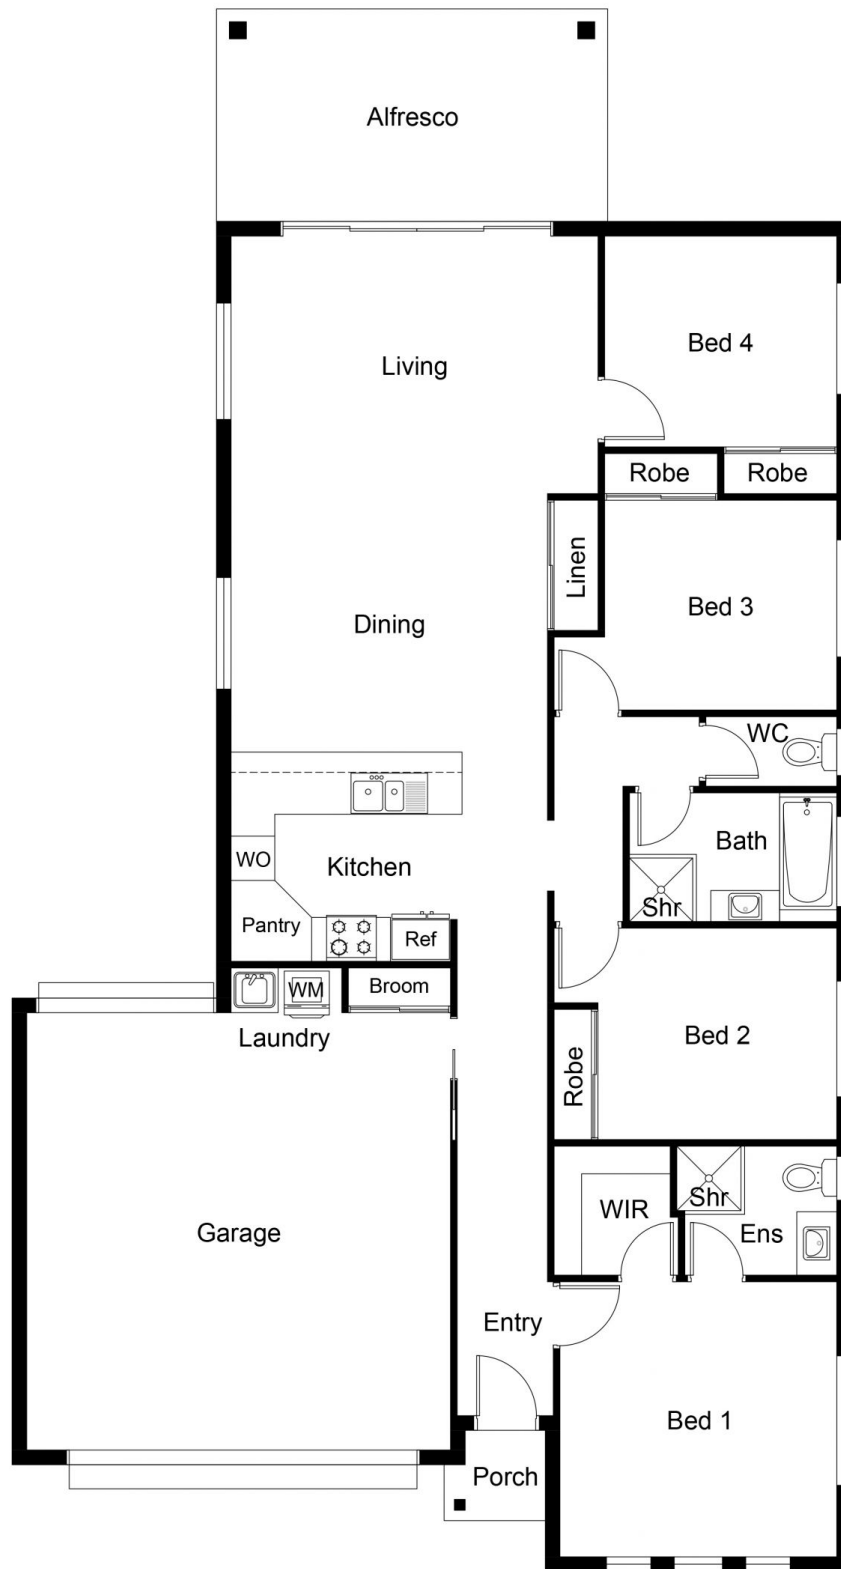 Alfresco
Living
Bed 4
Robe
Robe
Linen
Bed 3
Dining
WC
WO
Kitchen
Bath
Shr
Pantry
Ref
WM
Broom
Laundry
Bed 2
Robe
WIR
Shr
Ens
Garage
Entry
Bed 1
Porch